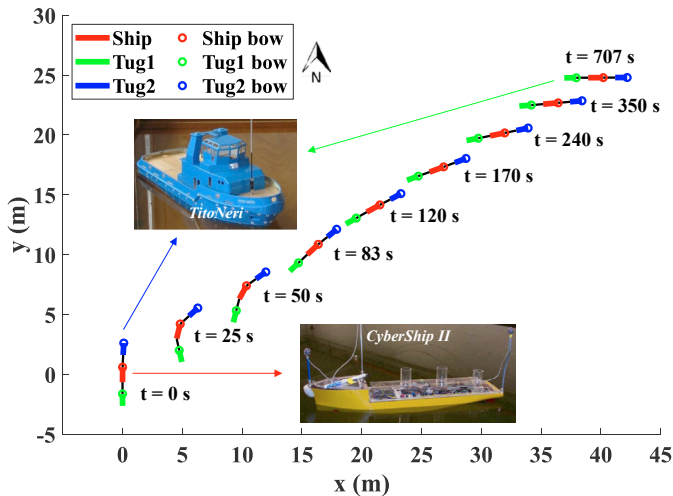 30
25
20
15
10
5
0
-5
y (m)
Ship
Ship bow
Tug1
Tug1 bow
Tug2
Tug2 bow
N
t = 707 s
t = 350 s
t = 240 s
t = 170 s
t = 120 s
t = 83 s
t = 50 s
t = 25 s
t = 0 s
TitoNeri
CyberShip II
0
5
10
15
20
25
30
35
40
45
x (m)